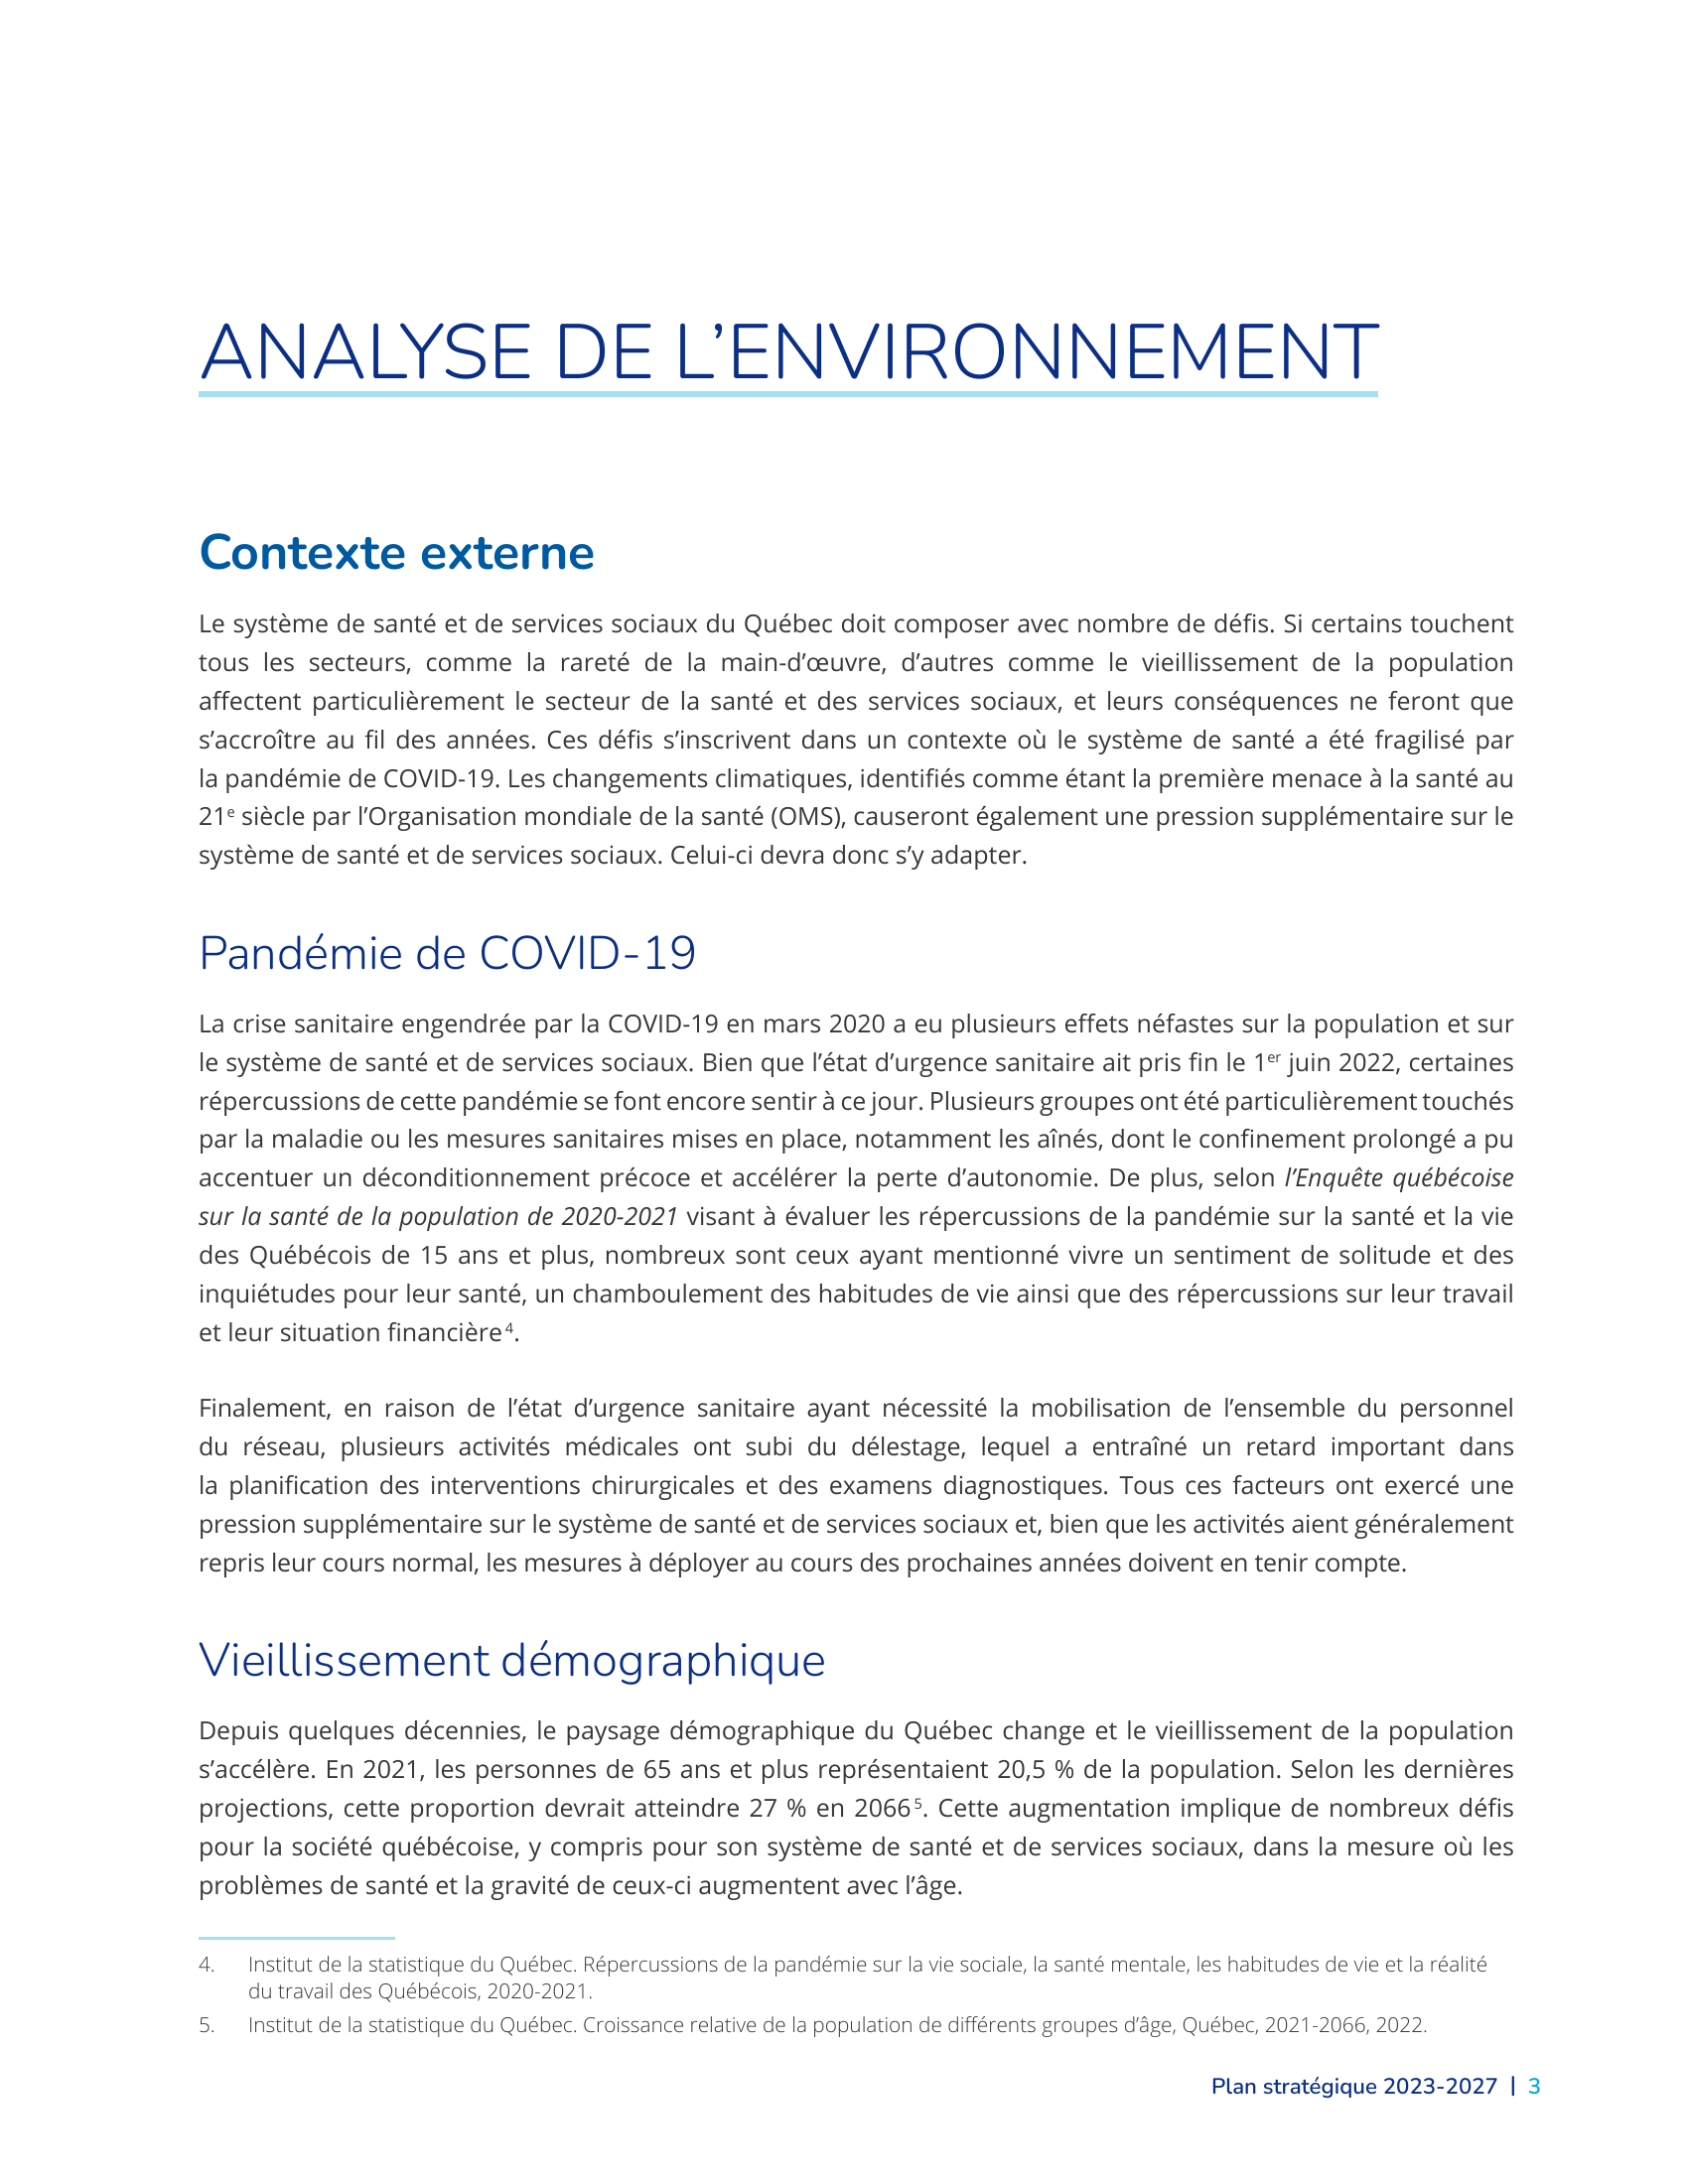 ANALYSE DE L’ENVIRONNEMENT
Contexte externe
Le système de santé et de services sociaux du Québec doit composer avec nombre de défis. Si certains touchent
tous les secteurs, comme la rareté de la main-d’œuvre, d’autres comme le vieillissement de la population
affectent particulièrement le secteur de la santé et des services sociaux, et leurs conséquences ne feront que
s’accroître au fil des années. Ces défis s’inscrivent dans un contexte où le système de santé a été fragilisé par
la pandémie de COVID-19. Les changements climatiques, identifiés comme étant la première menace à la santé au
21e siècle par l’Organisation mondiale de la santé (OMS), causeront également une pression supplémentaire sur le
système de santé et de services sociaux. Celui-ci devra donc s’y adapter.
Pandémie de COVID-19
La crise sanitaire engendrée par la COVID-19 en mars 2020 a eu plusieurs effets néfastes sur la population et sur
le système de santé et de services sociaux. Bien que l’état d’urgence sanitaire ait pris fin le 1er juin 2022, certaines
répercussions de cette pandémie se font encore sentir à ce jour. Plusieurs groupes ont été particulièrement touchés
par la maladie ou les mesures sanitaires mises en place, notamment les aînés, dont le confinement prolongé a pu
accentuer un déconditionnement précoce et accélérer la perte d’autonomie. De plus, selon l’Enquête québécoise
sur la santé de la population de 2020-2021 visant à évaluer les répercussions de la pandémie sur la santé et la vie
des Québécois de 15 ans et plus, nombreux sont ceux ayant mentionné vivre un sentiment de solitude et des
inquiétudes pour leur santé, un chamboulement des habitudes de vie ainsi que des répercussions sur leur travail
et leur situation financière 4.
Finalement, en raison de l’état d’urgence sanitaire ayant nécessité la mobilisation de l’ensemble du personnel
du réseau, plusieurs activités médicales ont subi du délestage, lequel a entraîné un retard important dans
la planification des interventions chirurgicales et des examens diagnostiques. Tous ces facteurs ont exercé une
pression supplémentaire sur le système de santé et de services sociaux et, bien que les activités aient généralement
repris leur cours normal, les mesures à déployer au cours des prochaines années doivent en tenir compte.
Vieillissement démographique
Depuis quelques décennies, le paysage démographique du Québec change et le vieillissement de la population
s’accélère. En 2021, les personnes de 65 ans et plus représentaient 20,5 % de la population. Selon les dernières
projections, cette proportion devrait atteindre 27 % en 2066 5. Cette augmentation implique de nombreux défis
pour la société québécoise, y compris pour son système de santé et de services sociaux, dans la mesure où les
problèmes de santé et la gravité de ceux-ci augmentent avec l’âge.
4. Institut de la statistique du Québec. Répercussions de la pandémie sur la vie sociale, la santé mentale, les habitudes de vie et la réalité
du travail des Québécois, 2020-2021.
5. Institut de la statistique du Québec. Croissance relative de la population de différents groupes d’âge, Québec, 2021-2066, 2022.
Plan stratégique 2023-2027 | 3